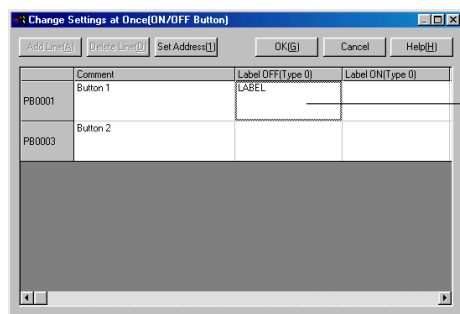 Change Settings at Once(ON/OFF Button)
Add Line(A) Delete Line(D) Set Address(1) OK(G) Cancel Help(H)
Comment Label OFF(Type 0) Label ON(Type 0)
PB0001 Button 1 LABEL
PB0003 Button 2